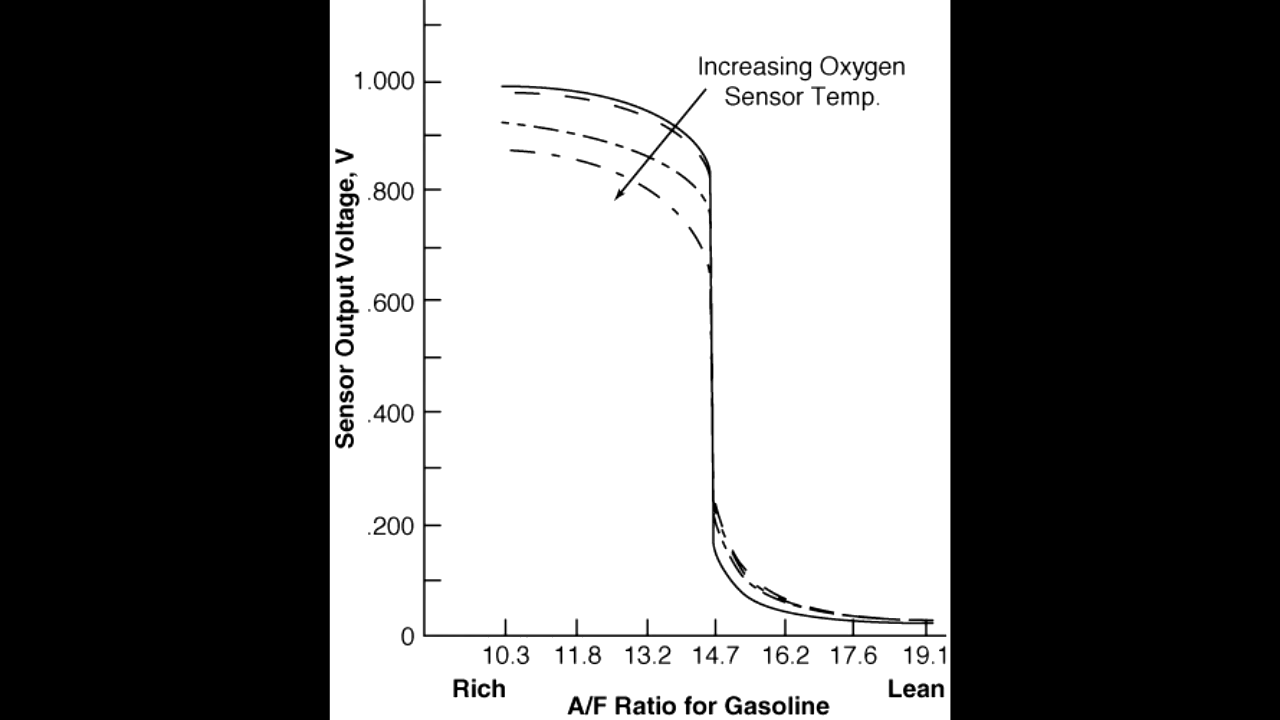 Increasing Oxygen
Sensor Temp.
Sensor Output Voltage, V
1.000
.800
.600
.400
.200
0
10.3 11.8 13.2 14.7 16.2 17.6 19.1
Rich Lean
A/F Ratio for Gasoline